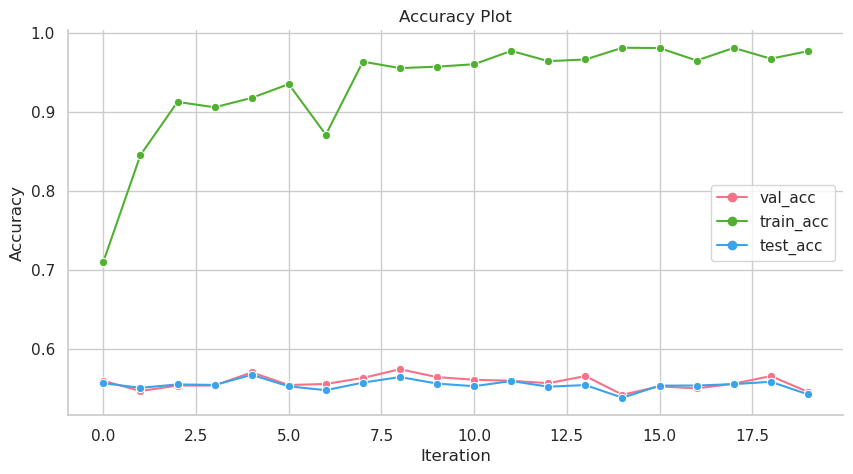 Accuracy Plot
1.0
0.9
0.8
0.7
0.6
Accuracy
val_acc
train_acc
test_acc
0.0 2.5 5.0 7.5 10.0 12.5 15.0 17.5
Iteration